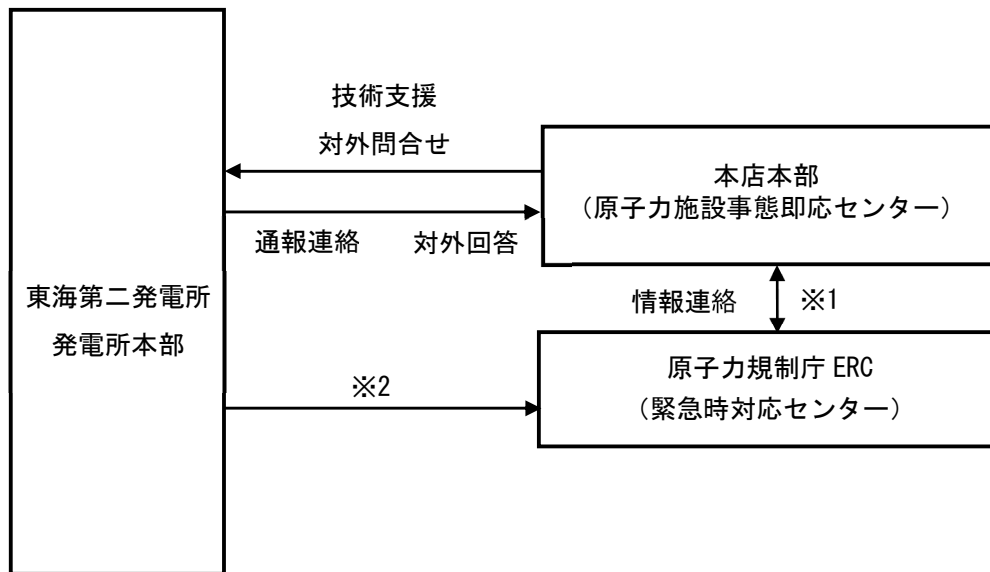 技術支援
対外問合せ
本店本部
（原子力施設事態即応センター）
通報連絡　対外回答
東海第二発電所
発電所本部
情報連絡　※1
※2
原子力規制庁 ERC
（緊急時対応センター）